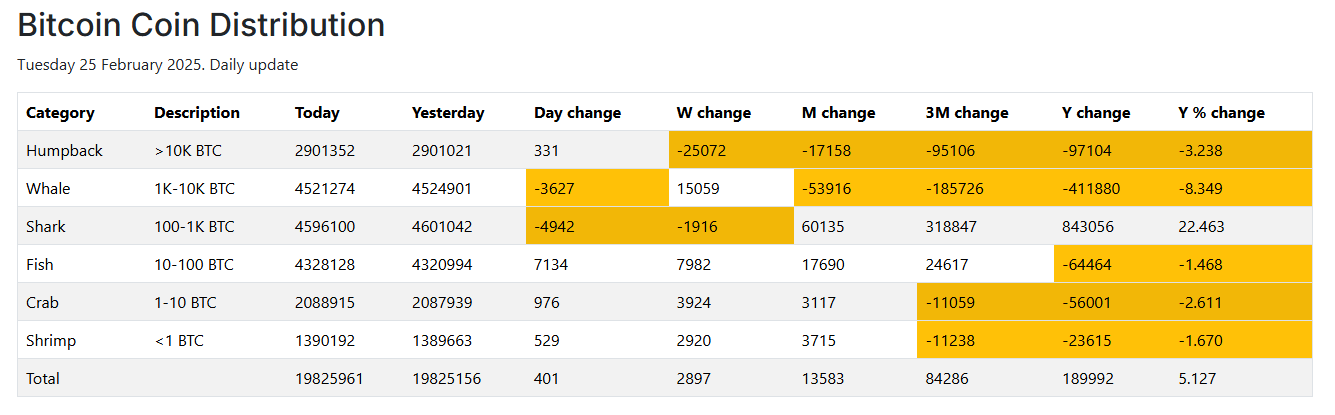 Bitcoin Coin Distribution
Tuesday 25 February 2025. Daily update
Category Description Today Yesterday Day change W change M change 3M change Y change Y % change
Humpback >10K BTC 2901352 2901021 331 -25072 -17158 -95106 -97104 -3.238
Whale 1K-10K BTC 4521274 4524901 -3627 15059 -53916 -185726 -411880 -8.349
Shark 100-1K BTC 4596100 4601042 -4942 -1916 60135 318847 843056 22.463
Fish 10-100 BTC 4328128 4320994 7134 7982 17690 24617 -64464 -1.468
Crab 1-10 BTC 2088915 2087939 976 3924 3117 -11059 -56001 -2.611
Shrimp <1 BTC 1390192 1389663 529 2920 3715 -11238 -23615 -1.670
Total 19825961 19825156 401 2897 13583 84286 189992 5.127